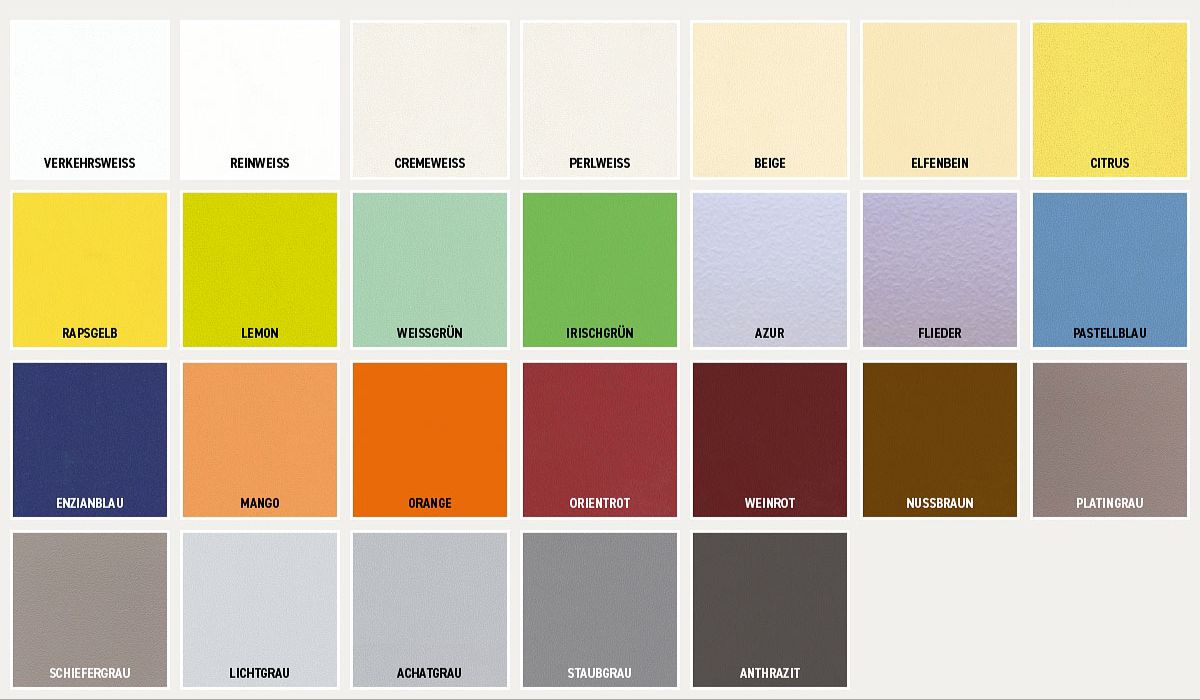 VERKEHRSWEISS
REINWEISS
CREMEWEISS
PERLWEISS
BEIGE
ELFENBEIN
CITRUS
RAPSGELB
LEMON
WEISSGRÜN
IRISCHGRÜN
AZUR
FLIEDER
PASTELLBLAU
ENZIANBLAU
MANGO
ORANGE
ORIENTROT
WEINROT
NUSSBRAUN
PLATINGRAU
SCHIEFERGRAU
LICHTGRAU
ACHATGRAU
STAUBGRAU
ANTHRAZIT